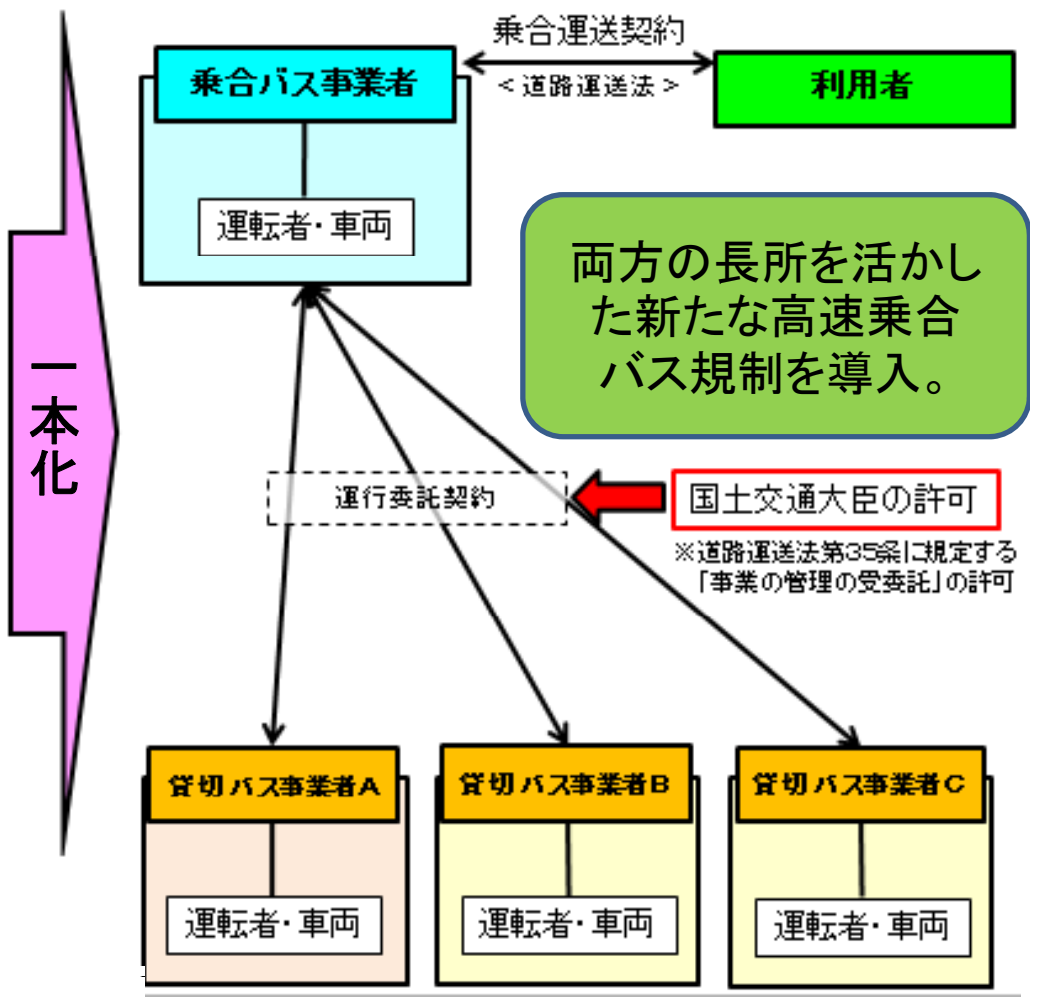 乗合運送契約
乗合バス事業者
<道路運送法>
利用者
運転者・車両
両方の長所を活かし
た新たな高速乗合
バス規制を導入。
一本化
運行委託契約
国土交通大臣の許可
※道路運送法第35条に規定する
「事業の管理の受委託」の許可
貸切バス事業者A
貸切バス事業者B
貸切バス事業者C
運転者・車両
運転者・車両
運転者・車両